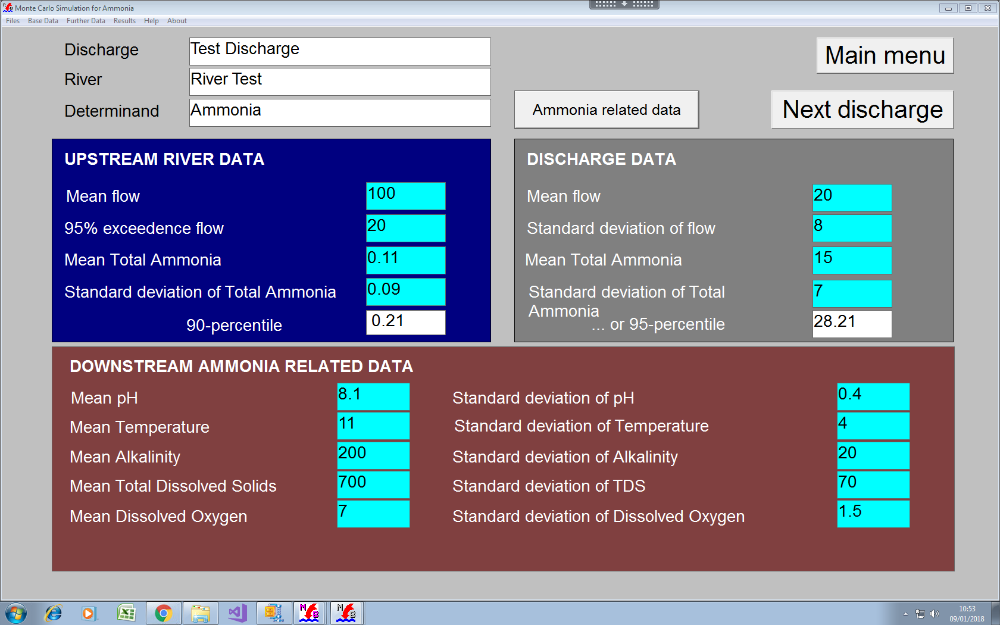 Monte Carlo Simulation for Ammonia
Files Base Data Further Data Results Help About
Discharge Test Discharge
Main menu
River River Test
Determinand Ammonia
Ammonia related data
Next discharge
UPSTREAM RIVER DATA
Mean flow 100
95% exceedence flow 20
Mean Total Ammonia 0.11
Standard deviation of Total Ammonia 0.09
90-percentile 0.21
DISCHARGE DATA
Mean flow 20
Standard deviation of flow 8
Mean Total Ammonia 15
Standard deviation of Total 7
Ammonia
... or 95-percentile 28.21
DOWNSTREAM AMMONIA RELATED DATA
Mean pH 8.1 Standard deviation of pH 0.4
Mean Temperature 11 Standard deviation of Temperature 4
Mean Alkalinity 200 Standard deviation of Alkalinity 20
Mean Total Dissolved Solids 700 Standard deviation of TDS 70
Mean Dissolved Oxygen 7 Standard deviation of Dissolved Oxygen 1.5
M B
M B
10:53
09/01/2018